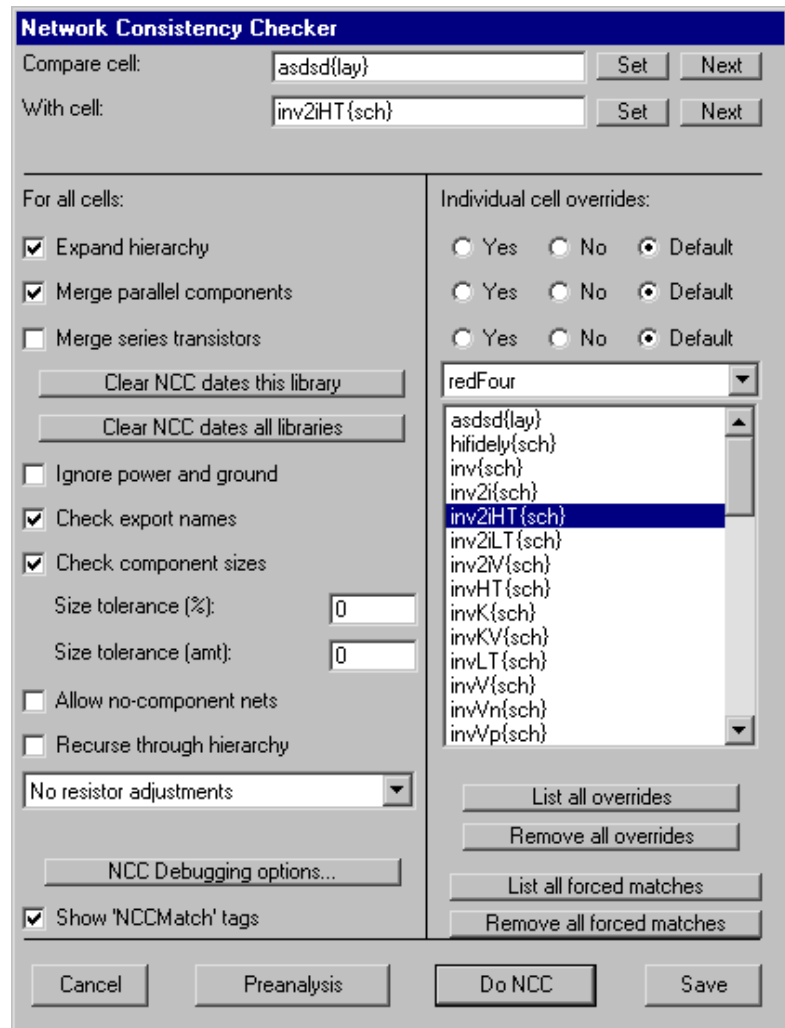 Network Consistency Checker
Compare cell: asdsd{lay} Set Next
With cell: inv2iHT{sch} Set Next
For all cells:
Expand hierarchy
Merge parallel components
Merge series transistors
Clear NCC dates this library
Clear NCC dates all libraries
Ignore power and ground
Check export names
Check component sizes
Size tolerance (%): 0
Size tolerance (amt): 0
Allow no-component nets
Recurse through hierarchy
No resistor adjustments
NCC Debugging options...
Show 'NCCMatch' tags
Individual cell overrides:
Yes No Default
Yes No Default
Yes No Default
redFour
asdsd{lay}
hifidely{sch}
inv{sch}
inv2i{sch}
inv2iHT{sch}
inv2iLT{sch}
inv2iV{sch}
invHT{sch}
invK{sch}
invKV{sch}
invLT{sch}
invV{sch}
invVn{sch}
invVp{sch}
List all overrides
Remove all overrides
List all forced matches
Remove all forced matches
Cancel Preanalysis Do NCC Save